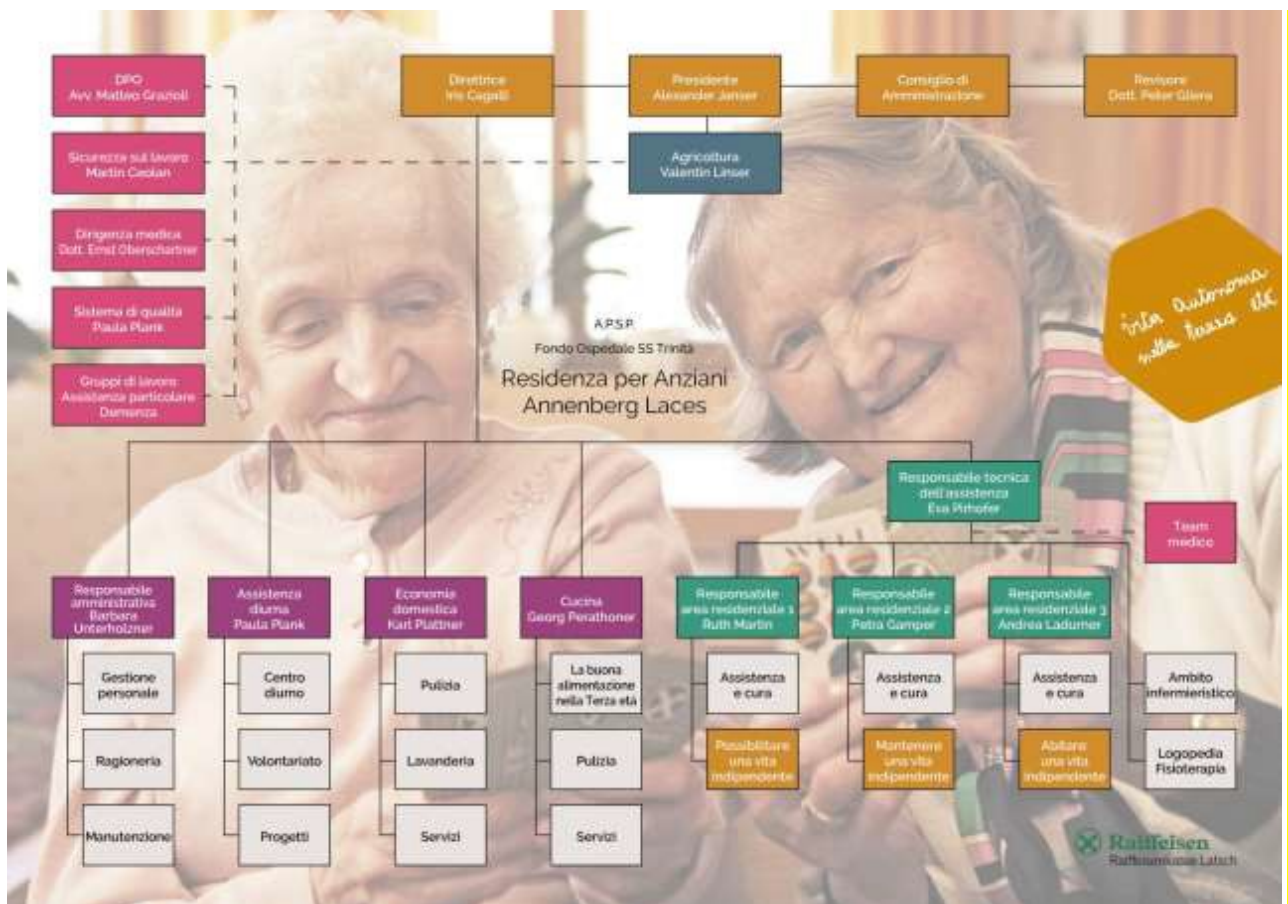 DPO
Avv. Matteo Grazioli
Direttrice
Iris Cagalli
Presidente
Alexander Janser
Consiglio di
Amministrazione
Revisore
Dott. Peter Gliera
Sicurezza sul lavoro
Martin Caolan
Agricoltura
Valentin Linser
Dirigenza medica
Dott. Ernst Oberschartner
Sistema di qualità
Paula Plank
Gruppi di lavoro
Assistenza particolare
Demenza
vita autonoma
nella terza età
A.P.S.P.
Fondo Ospedale SS Trinità
Residenza per Anziani
Annenberg Laces
Responsabile tecnica
dell'assistenza
Eva Pirhofer
Team
medico
Responsabile
amministrativa
Barbara
Unterholzner
Assistenza
diurna
Paula Plank
Economia
domestica
Karl Plattner
Cucina
Georg Perathoner
Responsabile
area residenziale 1
Ruth Martin
Responsabile
area residenziale 2
Petra Gamper
Responsabile
area residenziale 3
Andrea Ladurner
Gestione
personale
Centro
diurno
Pulizia
La buona
alimentazione
nella Terza età
Assistenza
e cura
Assistenza
e cura
Assistenza
e cura
Ambito
infermieristico
Ragioneria
Volontariato
Lavanderia
Pulizia
Possibilitare
una vita
indipendente
Mantenere
una vita
indipendente
Abitare
una vita
indipendente
Logopedia
Fisioterapia
Manutenzione
Progetti
Servizi
Servizi
Raiffeisen
Raiffeisenkasse Latsch